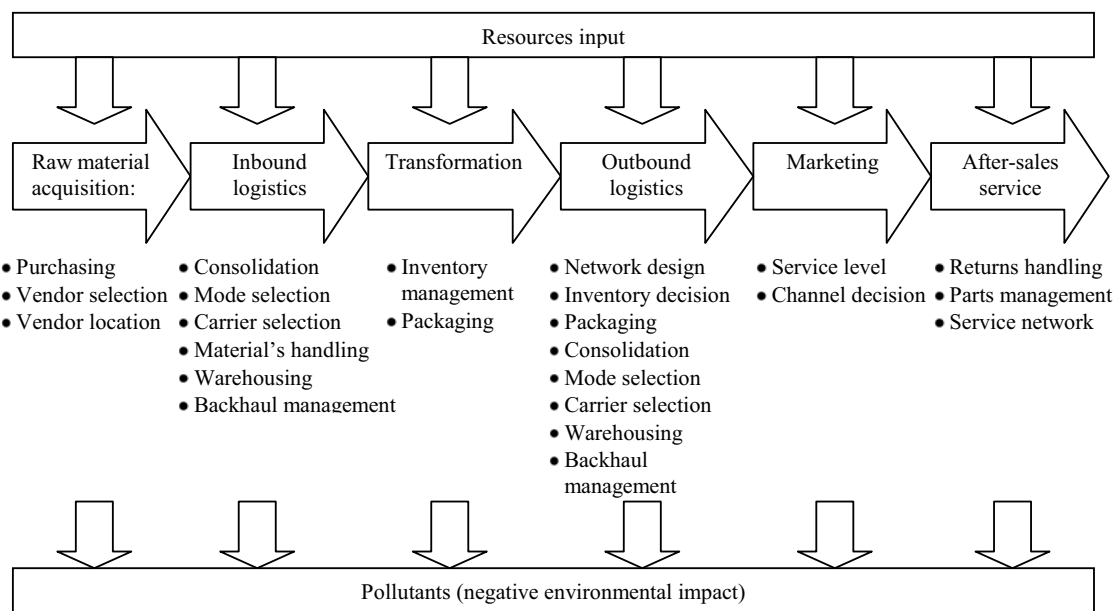 Resources input
Raw material
acquisition:
Inbound
logistics
Transformation
Outbound
logistics
Marketing
After-sales
service
• Purchasing
• Vendor selection
• Vendor location
• Consolidation
• Mode selection
• Carrier selection
• Material’s handling
• Warehousing
• Backhaul management
• Inventory
management
• Packaging
• Network design
• Inventory decision
• Packaging
• Consolidation
• Mode selection
• Carrier selection
• Warehousing
• Backhaul
management
• Service level
• Channel decision
• Returns handling
• Parts management
• Service network
Pollutants (negative environmental impact)